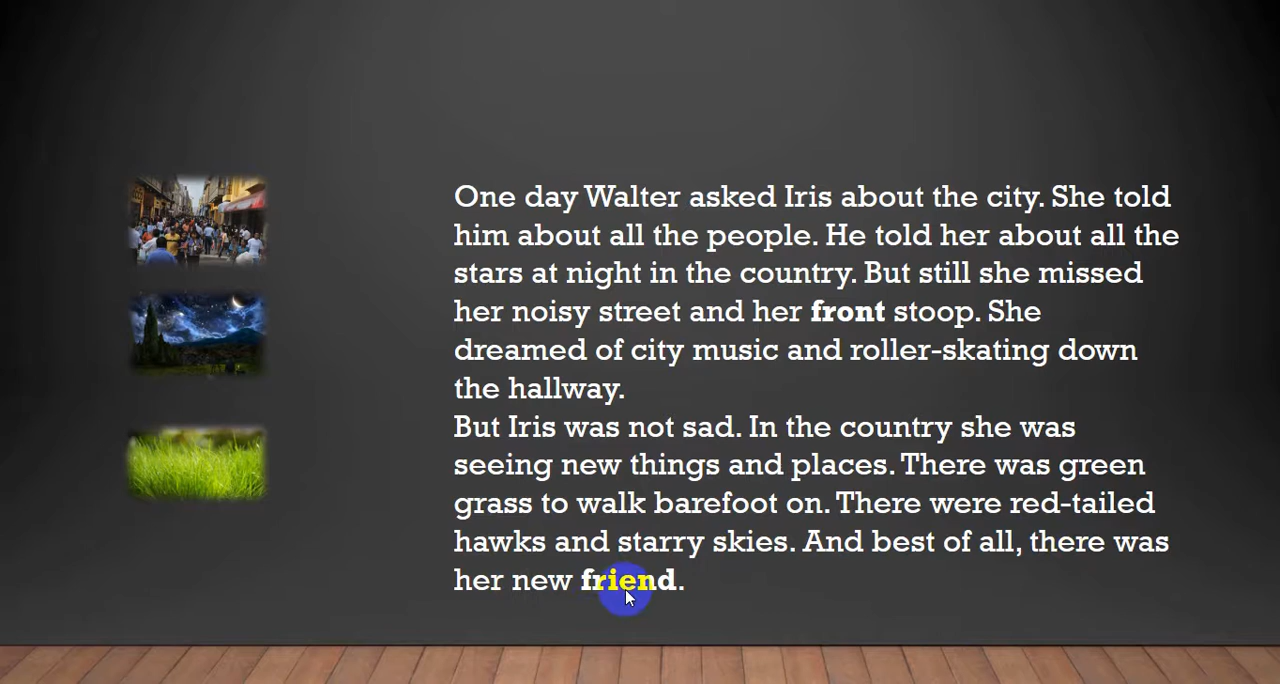 One day Walter asked Iris about the city. She told
him about all the people. He told her about all the
stars at night in the country. But still she missed
her noisy street and her front stoop. She
dreamed of city music and roller-skating down
the hallway.
But Iris was not sad. In the country she was
seeing new things and places. There was green
grass to walk barefoot on. There were red-tailed
hawks and starry skies. And best of all, there was
her new friend.